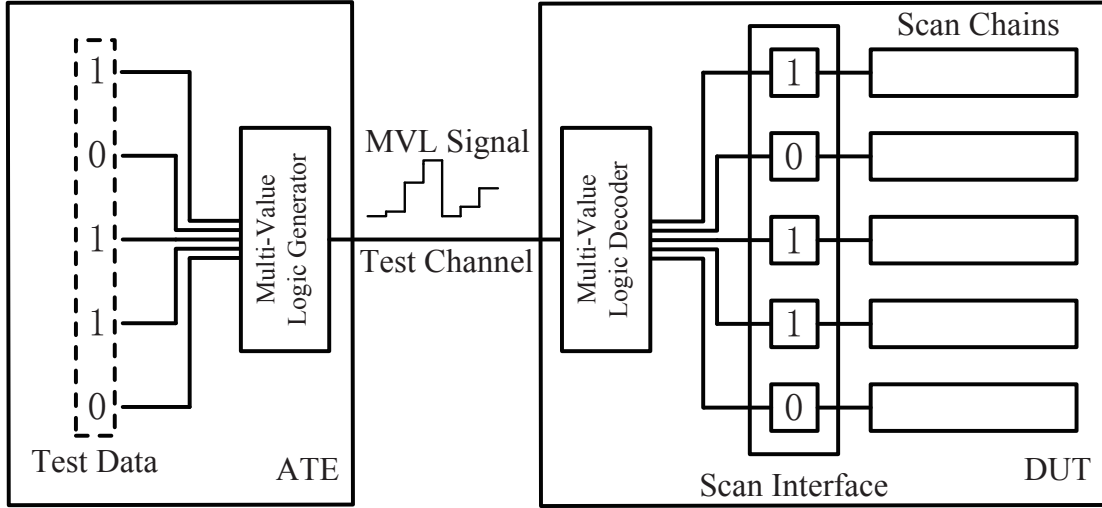 1
0
1
1
0
Test Data
ATE
Multi-Value
Logic Generator
MVL Signal
Test Channel
Multi-Value
Logic Decoder
Scan Chains
1
0
1
1
0
Scan Interface
DUT